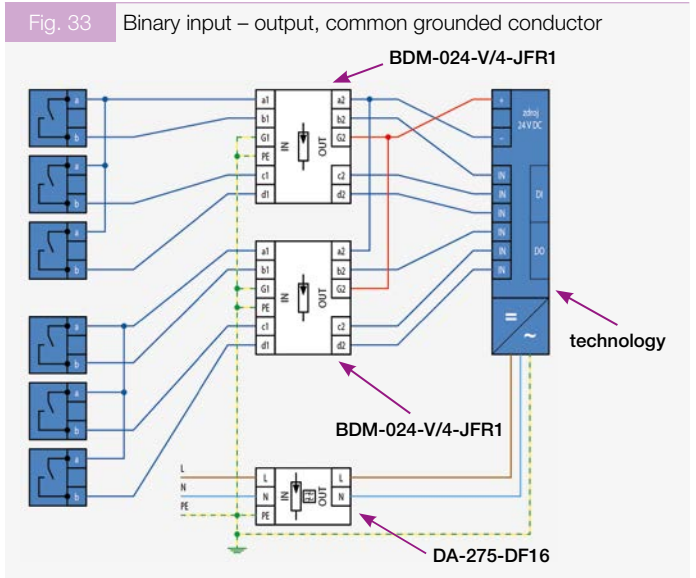 Fig. 33 Binary input – output, common grounded conductor
BDM-024-V/4-JFR1
a
b
a
b
a
b
a1
b1
G1
PE
c1
d1
IN
OUT
a2
b2
G2
c2
d2
+
zdroj
24 V DC
–
IN
IN
IN
IN
IN
IN
DI
DO
a
b
a
b
a
b
a1
b1
G1
PE
c1
d1
IN
OUT
a2
b2
G2
c2
d2
=
~
technology
BDM-024-V/4-JFR1
L
N
PE
L
N
PE
IN
OUT
L
N
DA-275-DF16